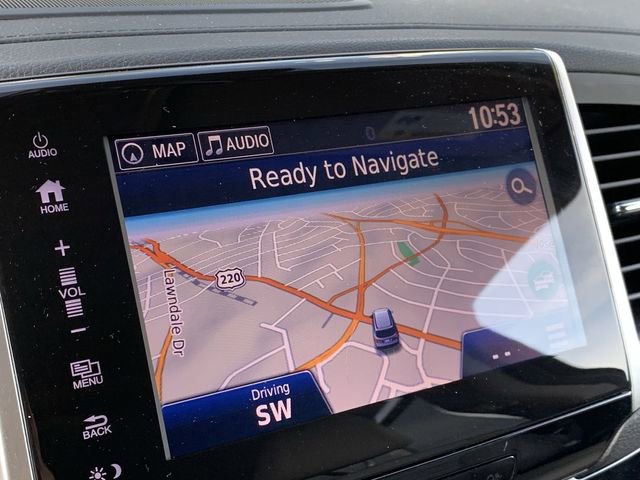 10:53
MAP
AUDIO
Ready to Navigate
AUDIO
HOME
VOL
MENU
BACK
220
Lawndale Dr
Driving
SW